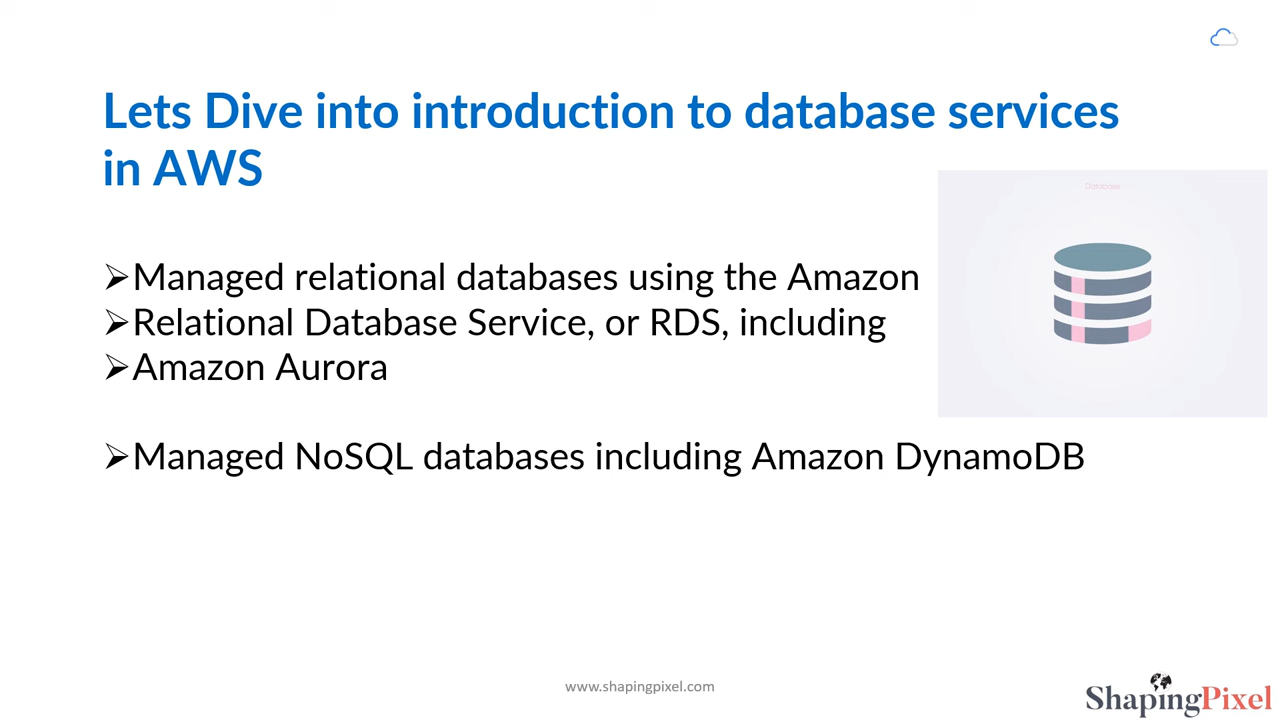 Lets Dive into introduction to database services
in AWS
Database
➢Managed relational databases using the Amazon
➢Relational Database Service, or RDS, including
➢Amazon Aurora
➢Managed NoSQL databases including Amazon DynamoDB
www.shapingpixel.com
ShapingPixel